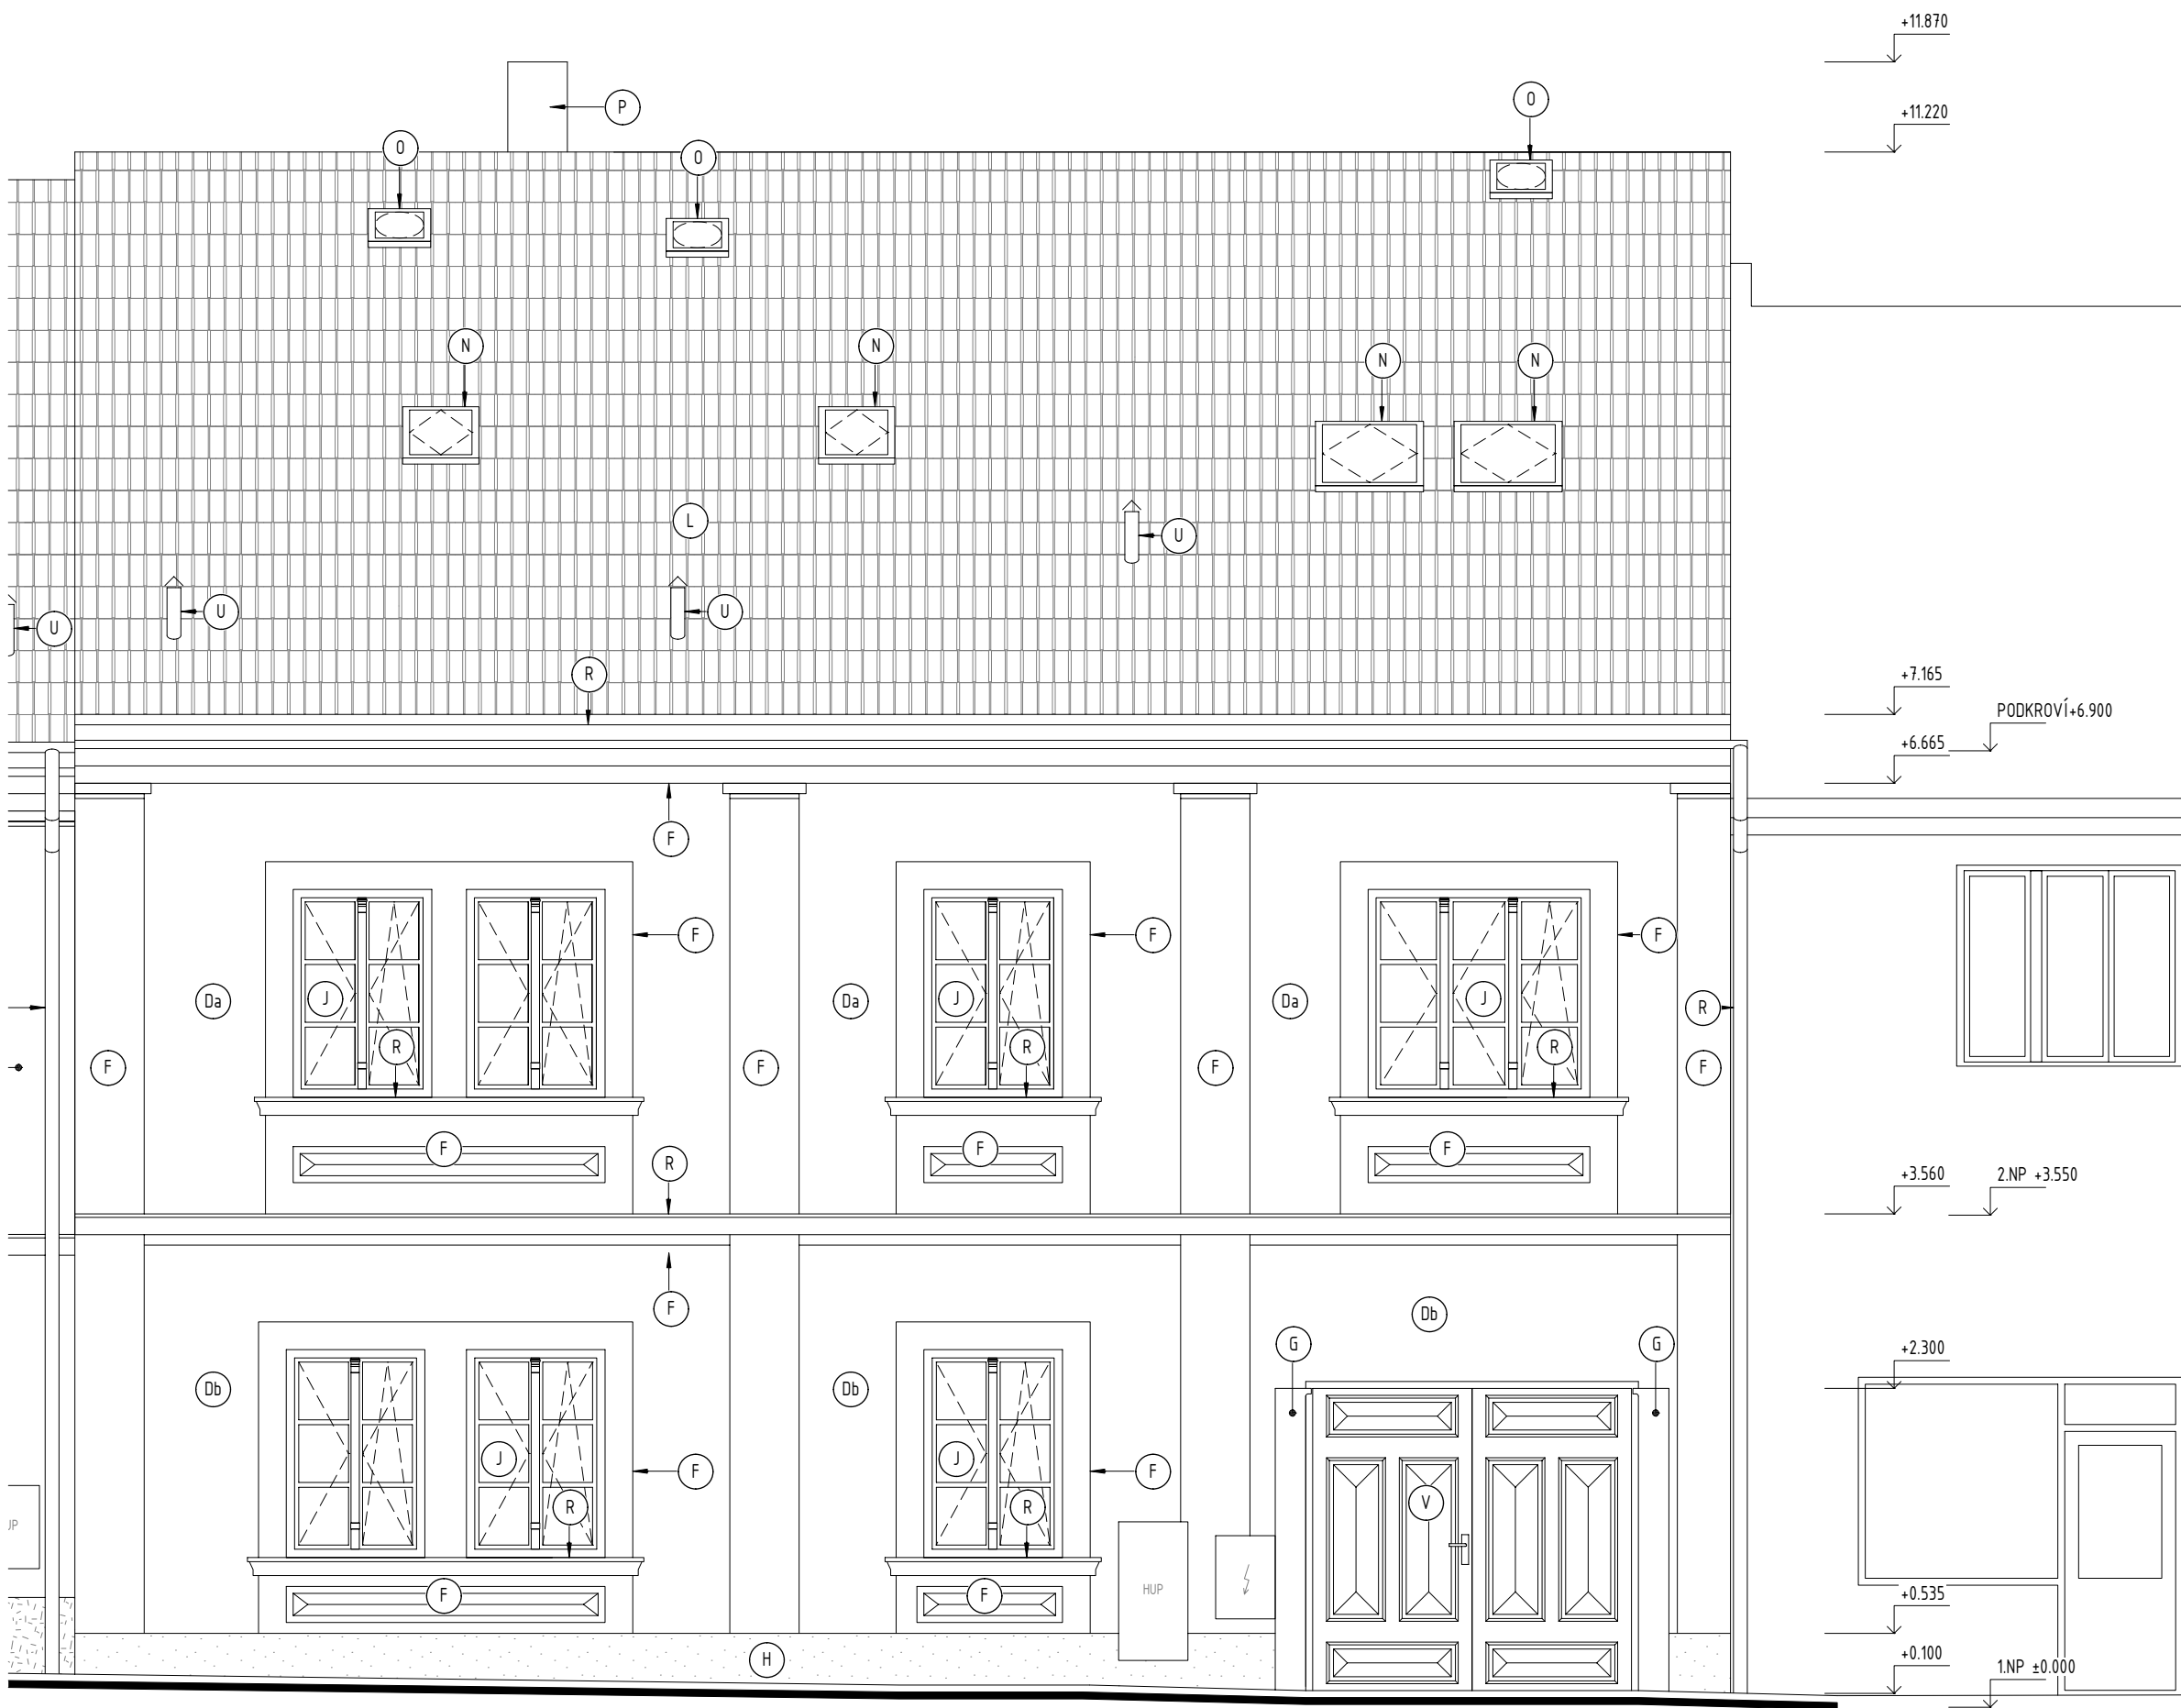 +11.870
P
O
+11.220
O
O
N
N
N
N
L
U
U
U
U
R
+7.165
PODKROVÍ+6.900
+6.665
F
F
F
F
Da
J
Da
J
Da
J
R
R
R
R
F
F
F
F
F
F
F
R
+3.560
2.NP +3.550
F
Db
G
G
+2.300
Db
Db
J
J
F
F
R
R
V
UP
HUP
F
F
+0.535
H
+0.100
1.NP ±0.000